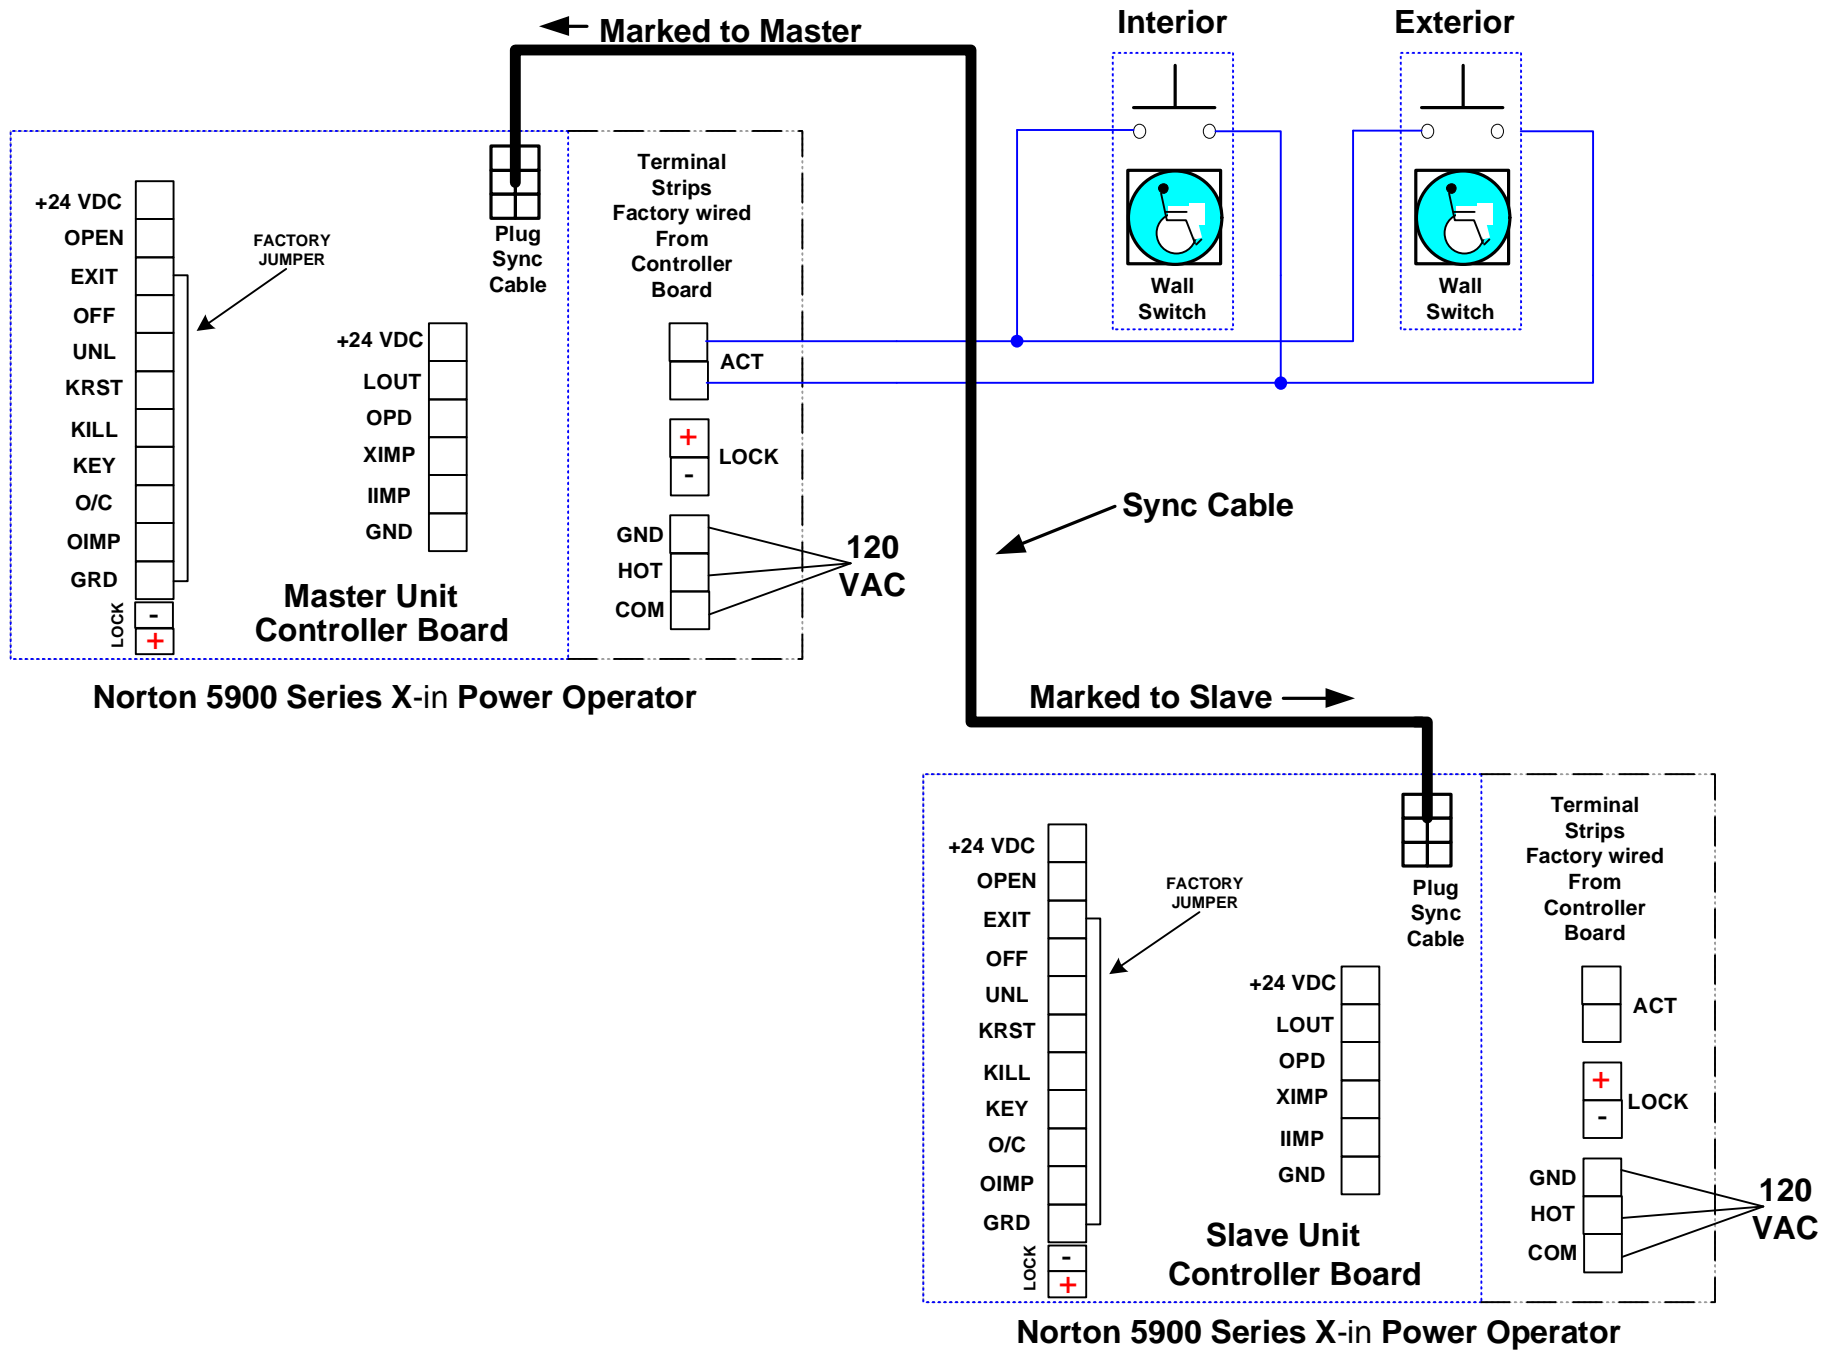 Marked to Master
Interior
Exterior
Terminal
Strips
Factory wired
From
Controller
Board
+24 VDC
OPEN
EXIT
OFF
UNL
KRST
KILL
KEY
O/C
OIMP
GRD
LOCK
-
+
FACTORY
JUMPER
Plug
Sync
Cable
+24 VDC
LOUT
OPD
XIMP
IIMP
GND
Master Unit
Controller Board
ACT
+
-
LOCK
GND
HOT
COM
120
VAC
Wall
Switch
Wall
Switch
Sync Cable
Norton 5900 Series X-in Power Operator
Marked to Slave
+24 VDC
OPEN
EXIT
OFF
UNL
KRST
KILL
KEY
O/C
OIMP
GRD
LOCK
-
+
FACTORY
JUMPER
Plug
Sync
Cable
+24 VDC
LOUT
OPD
XIMP
IIMP
GND
Slave Unit
Controller Board
Terminal
Strips
Factory wired
From
Controller
Board
ACT
+
-
LOCK
GND
HOT
COM
120
VAC
Norton 5900 Series X-in Power Operator